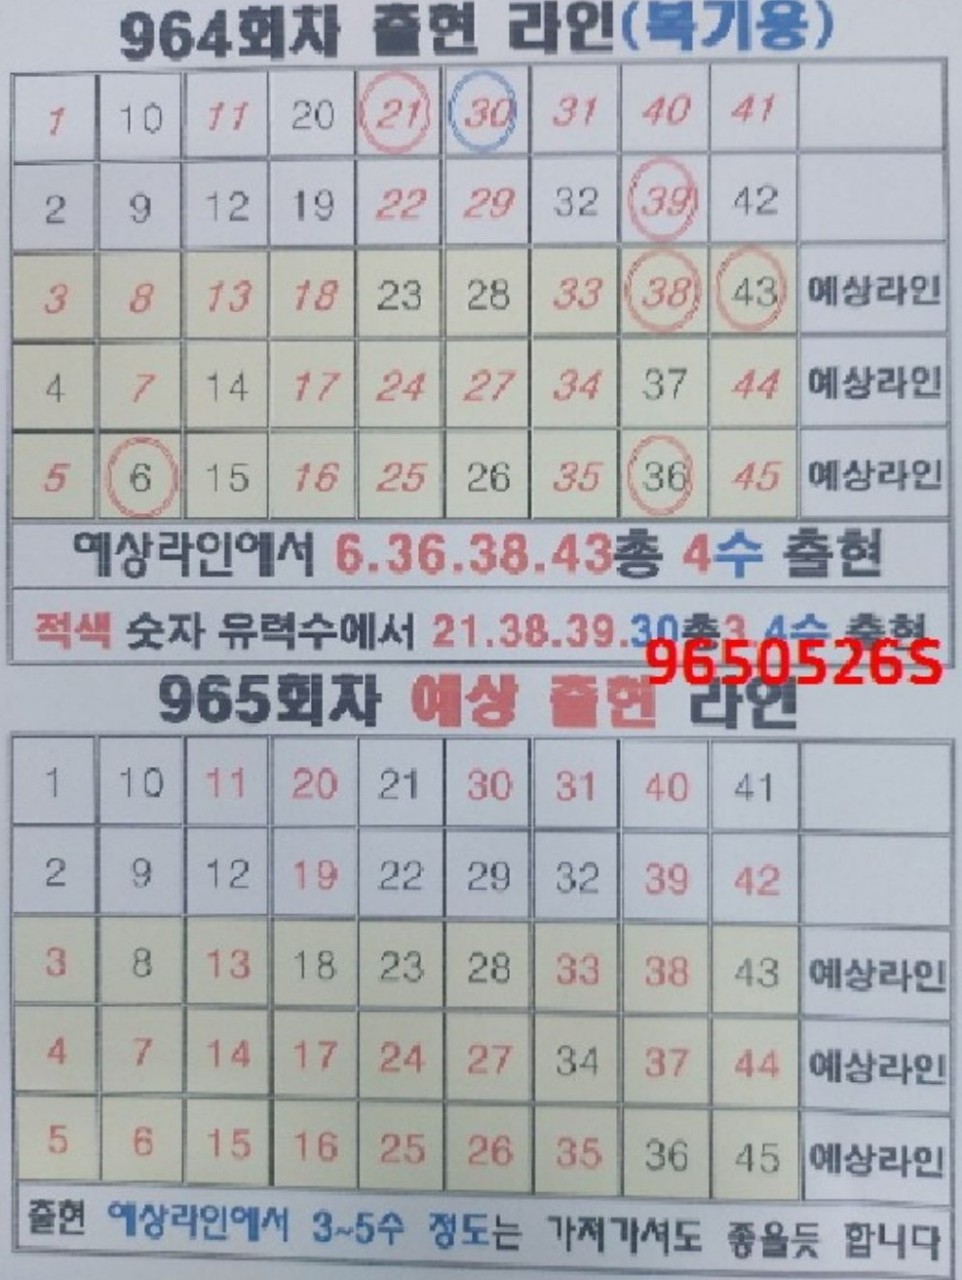 964회차 출현 라인(복기용)
1 10 11 20 21 30 31 40 41
2 9 12 19 22 29 32 39 42
3 8 13 18 23 28 33 38 43 예상라인
4 7 14 17 24 27 34 37 44 예상라인
5 6 15 16 25 26 35 36 45 예상라인
예상라인에서 6.36.38.43총 4수 출현
적색 숫자 유력수에서 21.38.39.30총3.4수 출현
9650526S
965회차 예상 출현 라인
1 10 11 20 21 30 31 40 41
2 9 12 19 22 29 32 39 42
3 8 13 18 23 28 33 38 43 예상라인
4 7 14 17 24 27 34 37 44 예상라인
5 6 15 16 25 26 35 36 45 예상라인
출현 예상라인에서 3~5수 정도는 가져가셔도 좋을듯 합니다